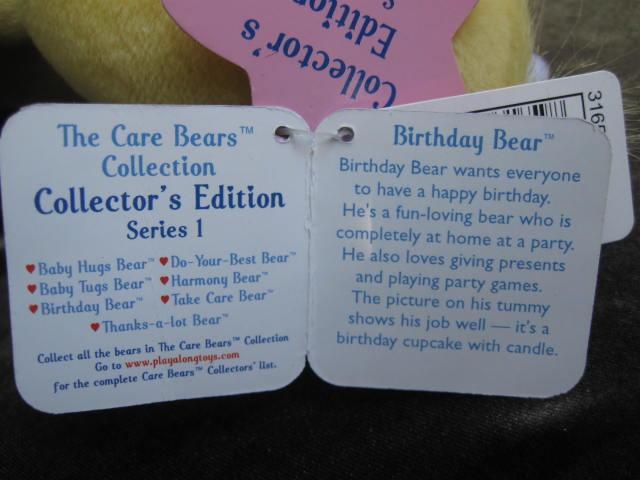 Collector's
Edition
The Care Bears™
Collection
Collector's Edition
Series 1
♥Baby Hugs Bear™ ♥Do-Your-Best Bear™
♥Baby Tugs Bear™ ♥Harmony Bear™
♥Birthday Bear™ ♥Take Care Bear™
♥Thanks-a-lot Bear™
Collect all the bears in The Care Bears™ Collection
Go to www.playalongtoys.com
for the complete Care Bears™ Collectors' list.
Birthday Bear™
Birthday Bear wants everyone
to have a happy birthday.
He's a fun-loving bear who is
completely at home at a party.
He also loves giving presents
and playing party games.
The picture on his tummy
shows his job well — it's a
birthday cupcake with candle.